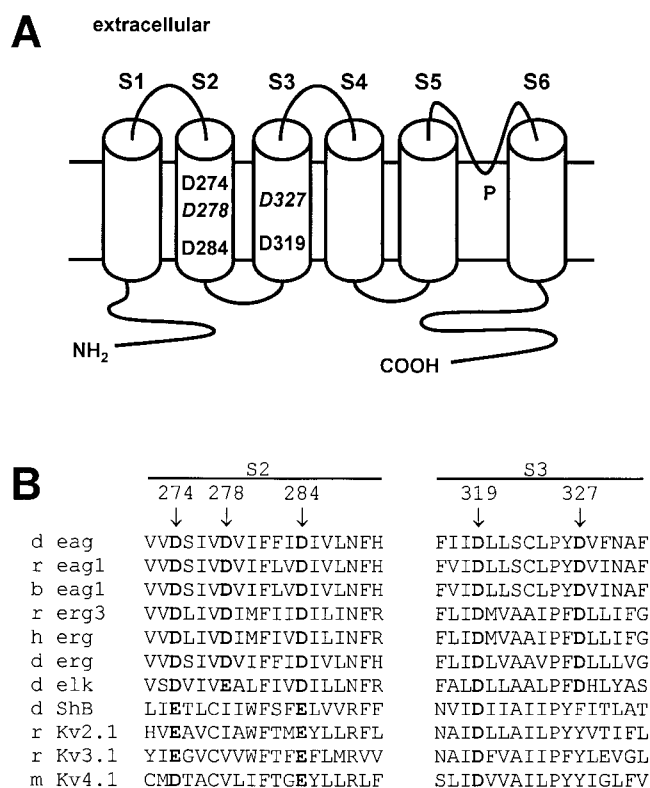 A extracellular
S1 S2 S3 S4 S5 S6
D274
D278
D284
D327
D319
P
NH2
COOH
B S2 S3
274 278 284 319 327
d eag VVDSIVDVIFFIDIVLNFH FIIDLLSCLPYDVFNAF
r eag1 VVDSIVDVIFLVDIVLNFH FVIDLLSCLPYDVINAF
b eag1 VVDSIVDVIFLVDIVLNFH FVIDLLSCLPYDVINAF
r erg3 VVDLIVDIMFIIDILINFR FLIDMVAAIPFDLLIFG
h erg VVDLIVDIMFIVDILINFR FLIDMVAAIPFDLLIFG
d erg VVDSIVDVTFIIDIVLNFH FLIDLVAAVPFDLLLVG
d elk VSDVIVEALFIVDILLNFR FALDLLAALPFDHLYAS
d ShB LIETLCIIWFSFELVVRFF NVIDIIAIIPYFITLAT
r Kv2.1 HVEAVCIAWFTMEYLLRFL NAIDLLAILPYYVTIFL
r Kv3.1 YIEGVCVVWFTFEFLMRVV NAIDFVAILPFYLEVGL
m Kv4.1 CMDTACVLIFTGEYLLRLF SLIDVVAILPYYIGLFV